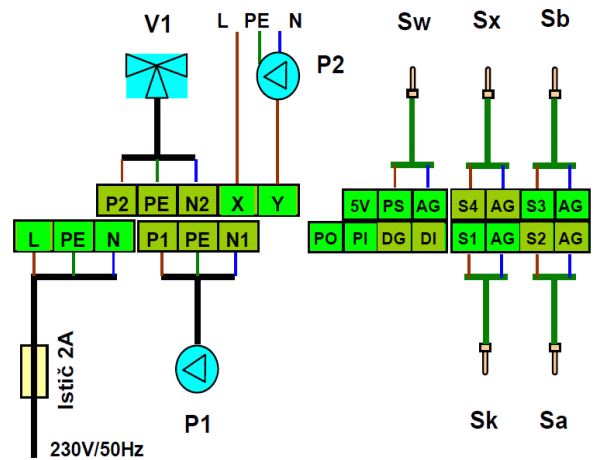 V1 L PE N P2 Sw Sx Sb
P2 PE N2 X Y
5V PS AG S4 AG S3 AG
L PE N P1 PE N1
PO PI DG DI S1 AG S2 AG
Istič 2A
P1 Sk Sa
230V/50Hz